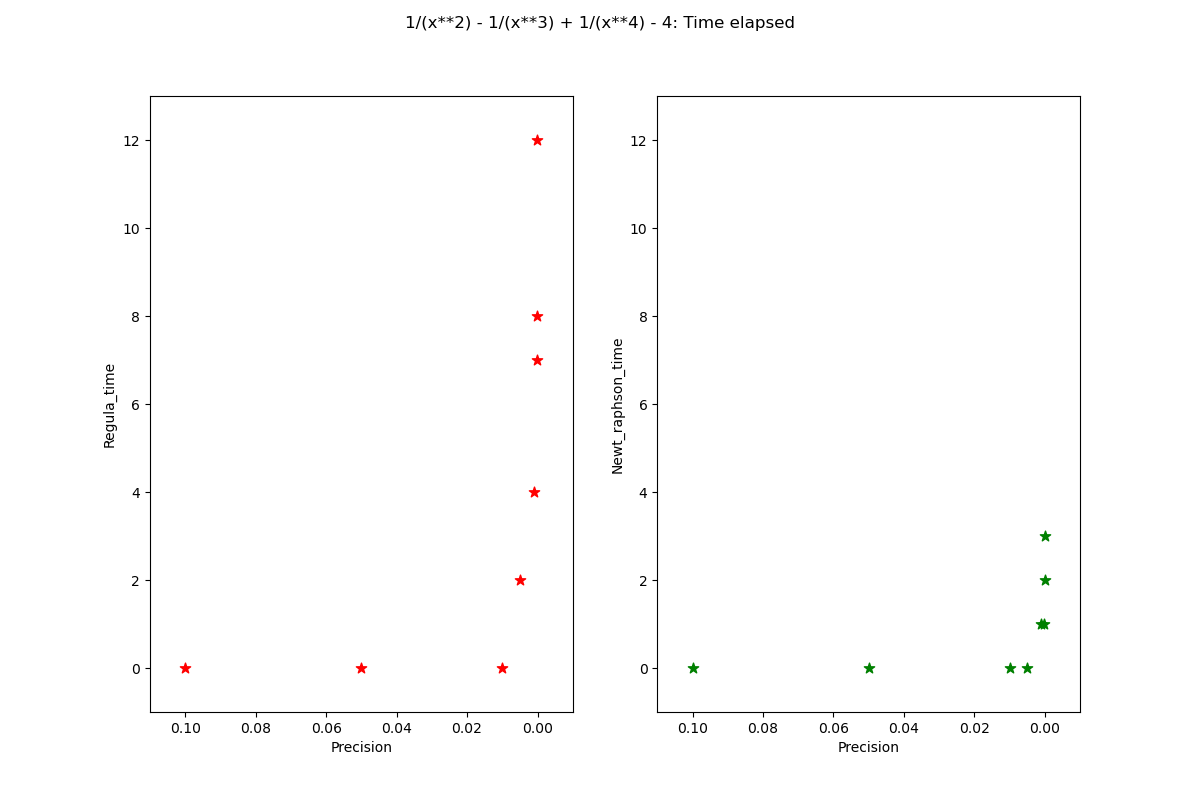 1/(x**2) - 1/(x**3) + 1/(x**4) - 4: Time elapsed
12
10
8
6
4
2
0
Regula_time
0.10 0.08 0.06 0.04 0.02 0.00
Precision
12
10
8
6
4
2
0
Newt_raphson_time
0.10 0.08 0.06 0.04 0.02 0.00
Precision